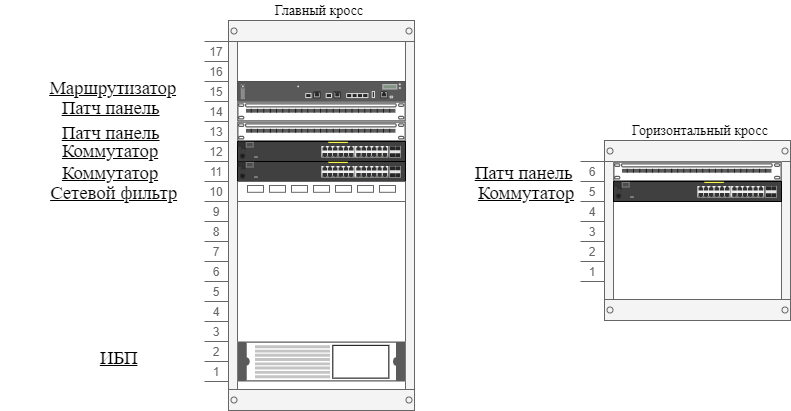 Главный кросс
17
16
Маршрутизатор 15
Патч панель 14
Патч панель 13
Коммутатор 12
Коммутатор 11
Сетевой фильтр 10
9
8
7
6
5
4
3
ИБП 2
1
Горизонтальный кросс
Патч панель 6
Коммутатор 5
4
3
2
1